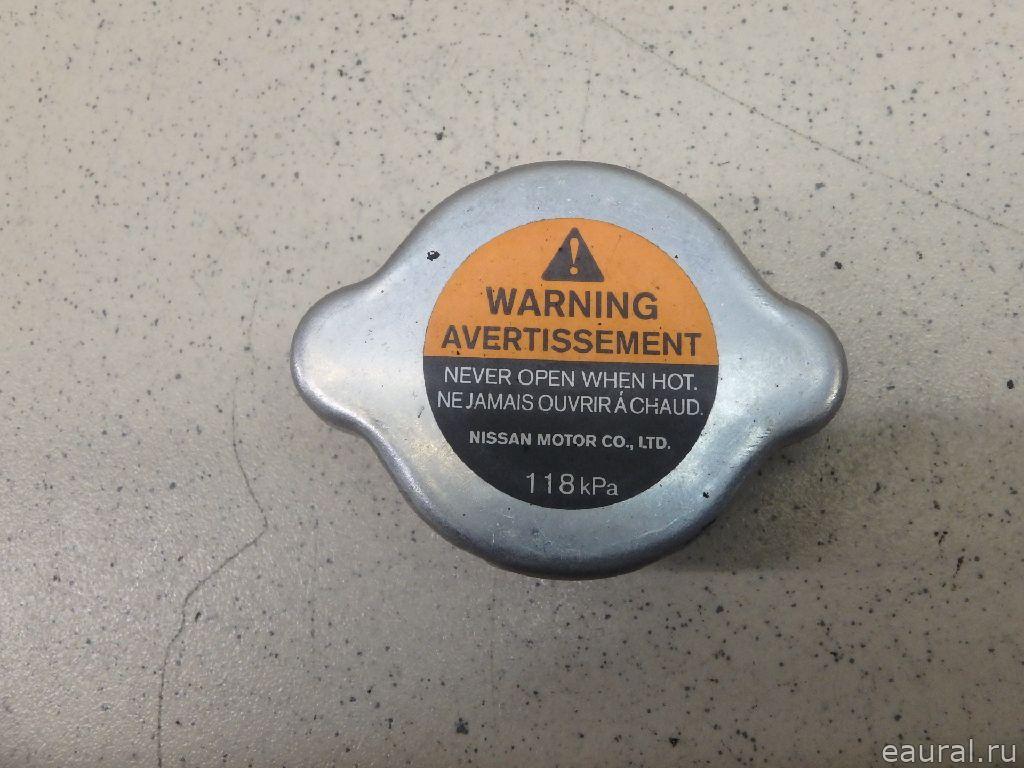 WARNING
AVERTISSEMENT
NEVER OPEN WHEN HOT.
NE JAMAIS OUVRIR Á CHAUD.
NISSAN MOTOR CO., LTD.
118 kPa
eaural.ru